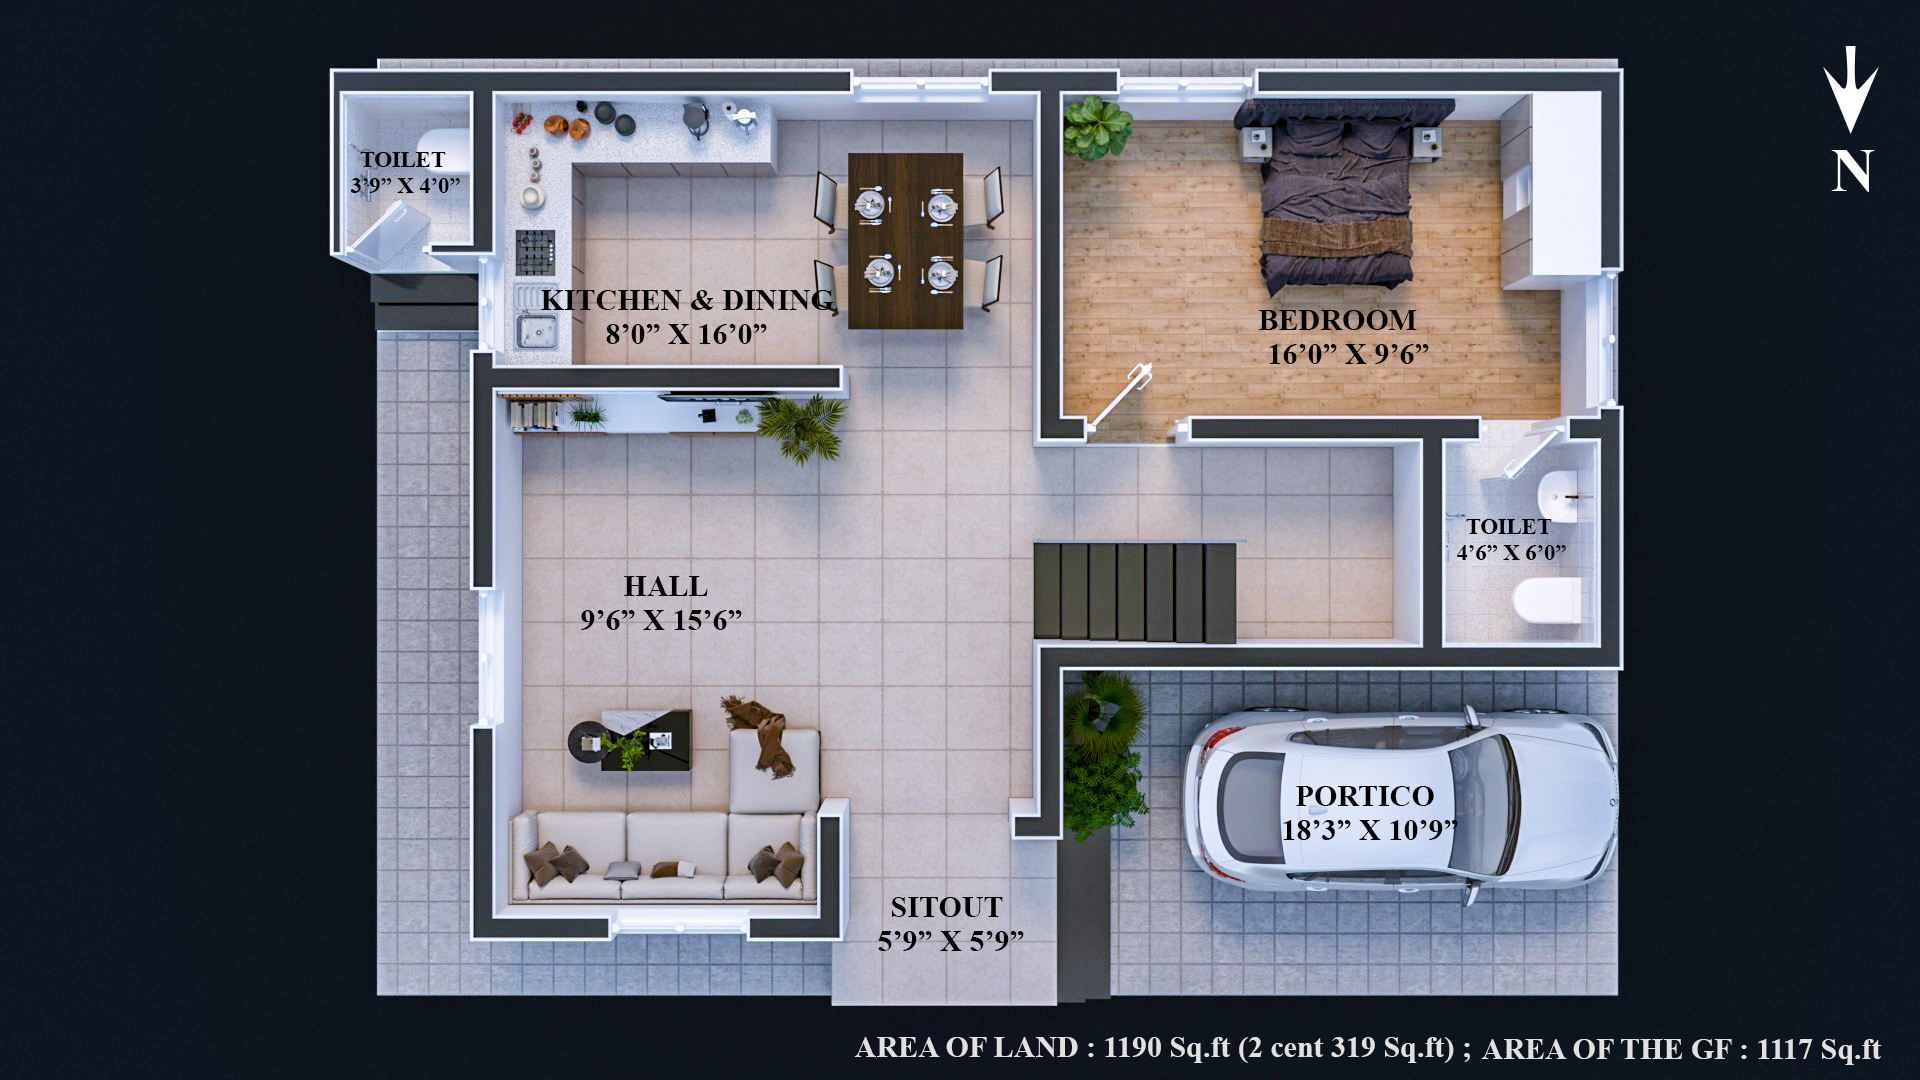 N
TOILET
3’9” X 4’0”
KITCHEN & DINING
8’0” X 16’0”
BEDROOM
16’0” X 9’6”
TOILET
4’6” X 6’0”
HALL
9’6” X 15’6”
PORTICO
18’3” X 10’9”
SITOUT
5’9” X 5’9”
AREA OF LAND : 1190 Sq.ft (2 cent 319 Sq.ft) ; AREA OF THE GF : 1117 Sq.ft